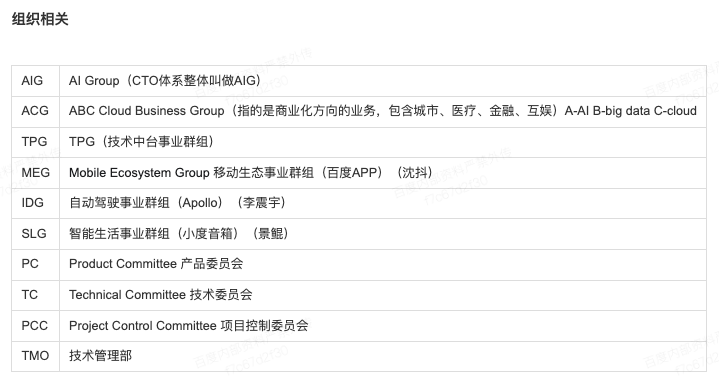 组织相关
AIG AI Group（CTO体系整体叫做AIG）
ACG ABC Cloud Business Group（指的是商业化方向的业务，包含城市、医疗、金融、互娱）A-AI B-big data C-cloud
TPG TPG（技术中台事业群组）
MEG Mobile Ecosystem Group 移动生态事业群组（百度APP）（沈抖）
IDG 自动驾驶事业群组（Apollo）（李震宇）
SLG 智能生活事业群组（小度音箱）（景鲲）
PC Product Committee 产品委员会
TC Technical Committee 技术委员会
PCC Project Control Committee 项目控制委员会
TMO 技术管理部